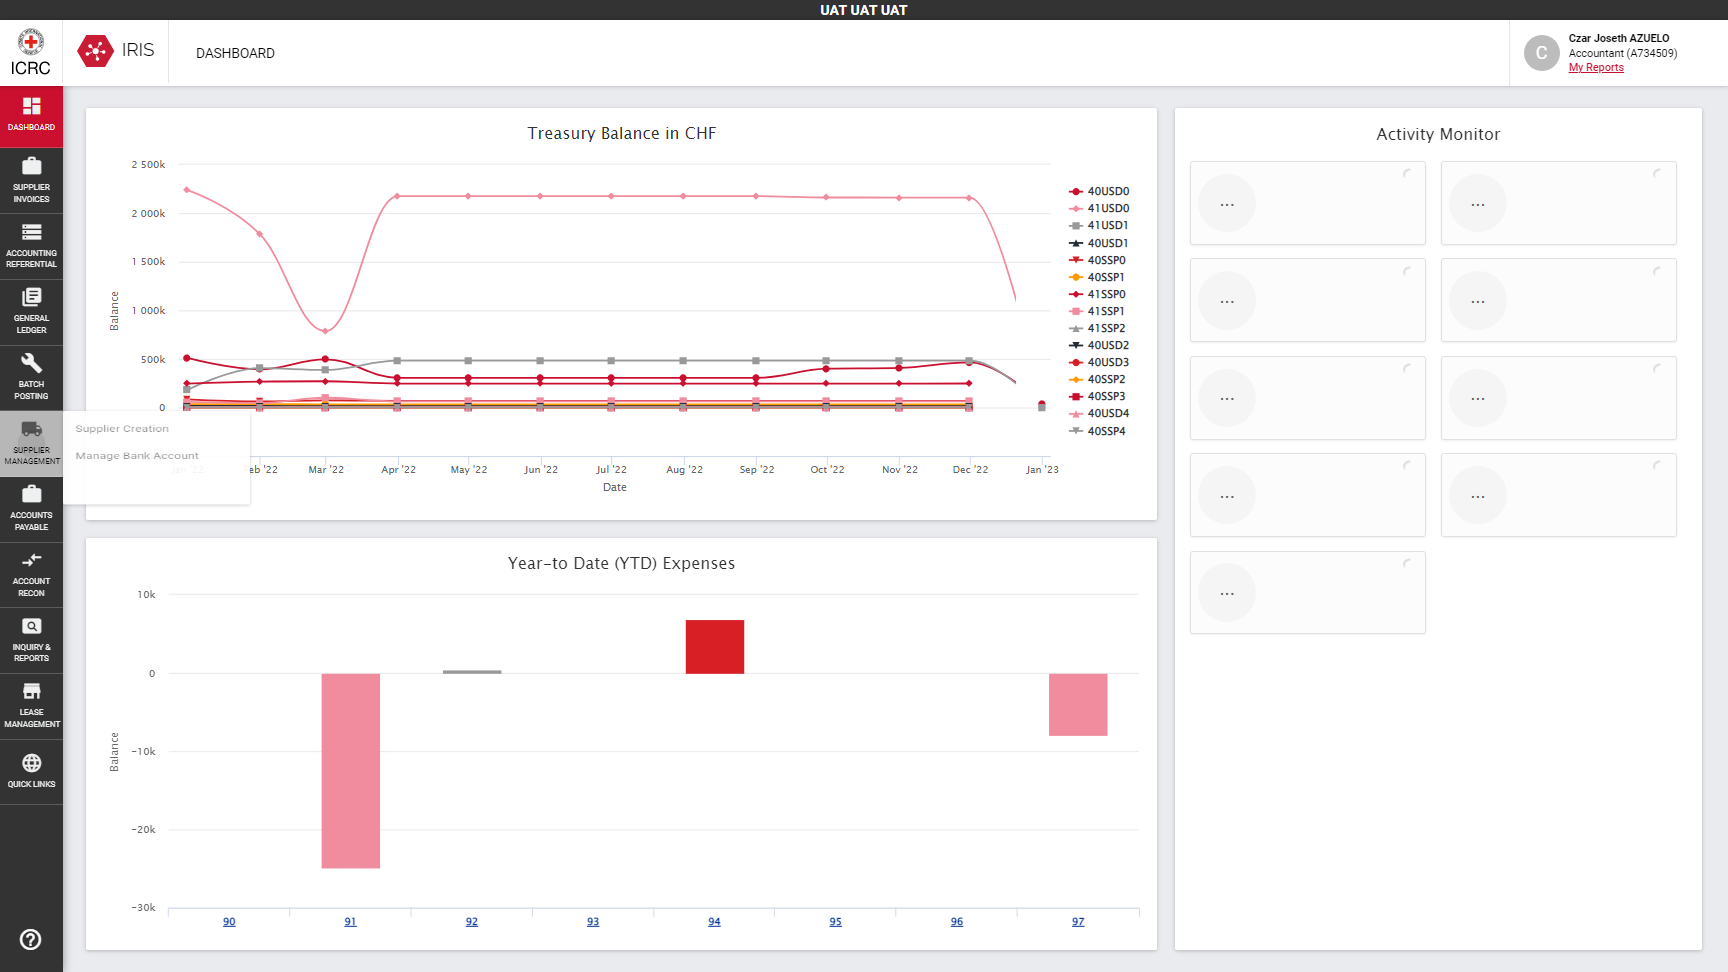 UAT UAT UAT
ICRC
IRIS
DASHBOARD
Czar Joseth AZUELO
Accountant (A734509)
My Reports
DASHBOARD
SUPPLIER
INVOICES
ACCOUNTING
REFERENTIAL
GENERAL
LEDGER
BATCH
POSTING
SUPPLIER
MANAGEMENT
Supplier Creation
Manage Bank Account
ACCOUNTS
PAYABLE
ACCOUNT
RECON
INQUIRY &
REPORTS
LEASE
MANAGEMENT
QUICK LINKS
Treasury Balance in CHF
Balance
2 500k
2 000k
1 500k
1 000k
500k
0
Jan '22
eb '22
Mar '22
Apr '22
May '22
Jun '22
Jul '22
Aug '22
Sep '22
Oct '22
Nov '22
Dec '22
Jan '23
Date
40USD0
41USD0
41USD1
40USD1
40SSP0
40SSP1
41SSP0
41SSP1
41SSP2
40USD2
40USD3
40SSP2
40SSP3
40USD4
40SSP4
Year-to Date (YTD) Expenses
Balance
10k
0
-10k
-20k
-30k
90
91
92
93
94
95
96
97
Activity Monitor
...
...
...
...
...
...
...
...
...
C